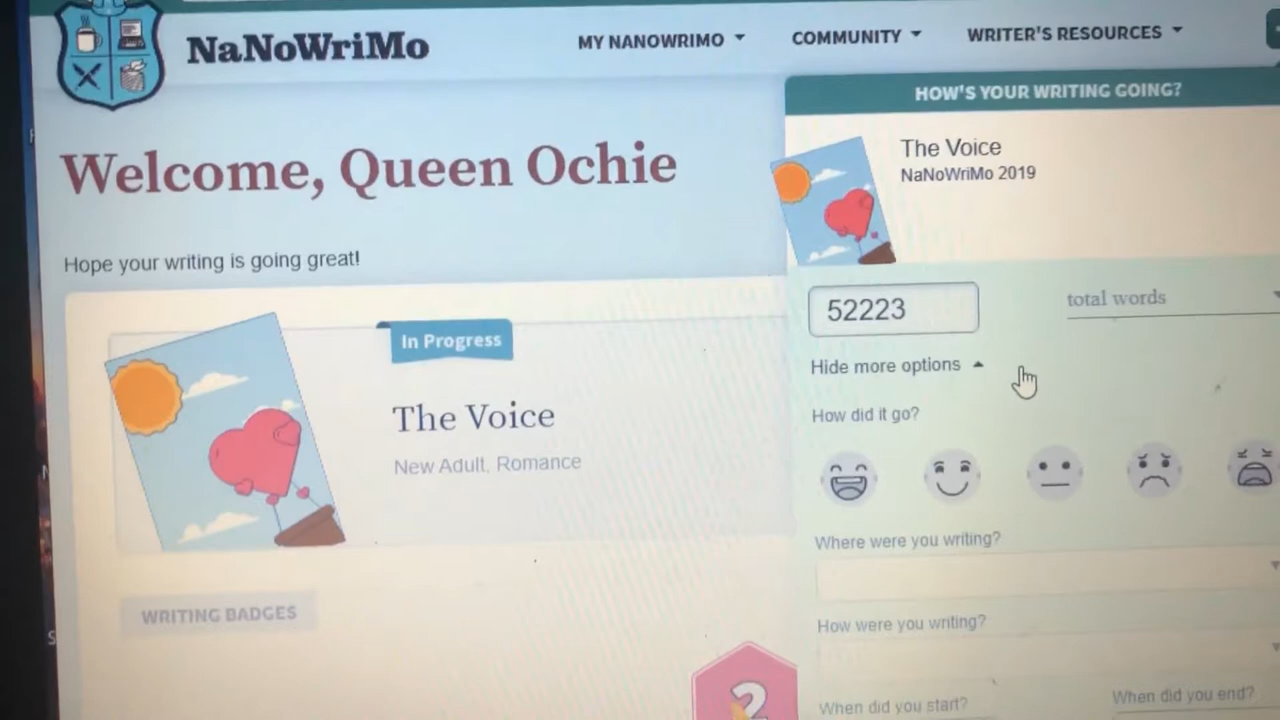 NaNoWriMo
MY NANOWRIMO
COMMUNITY
WRITER'S RESOURCES
Welcome, Queen Ochie
Hope your writing is going great!
In Progress
The Voice
New Adult, Romance
WRITING BADGES
2
HOW'S YOUR WRITING GOING?
The Voice
NaNoWriMo 2019
52223
total words
Hide more options
How did it go?
Where were you writing?
How were you writing?
When did you start?
When did you end?